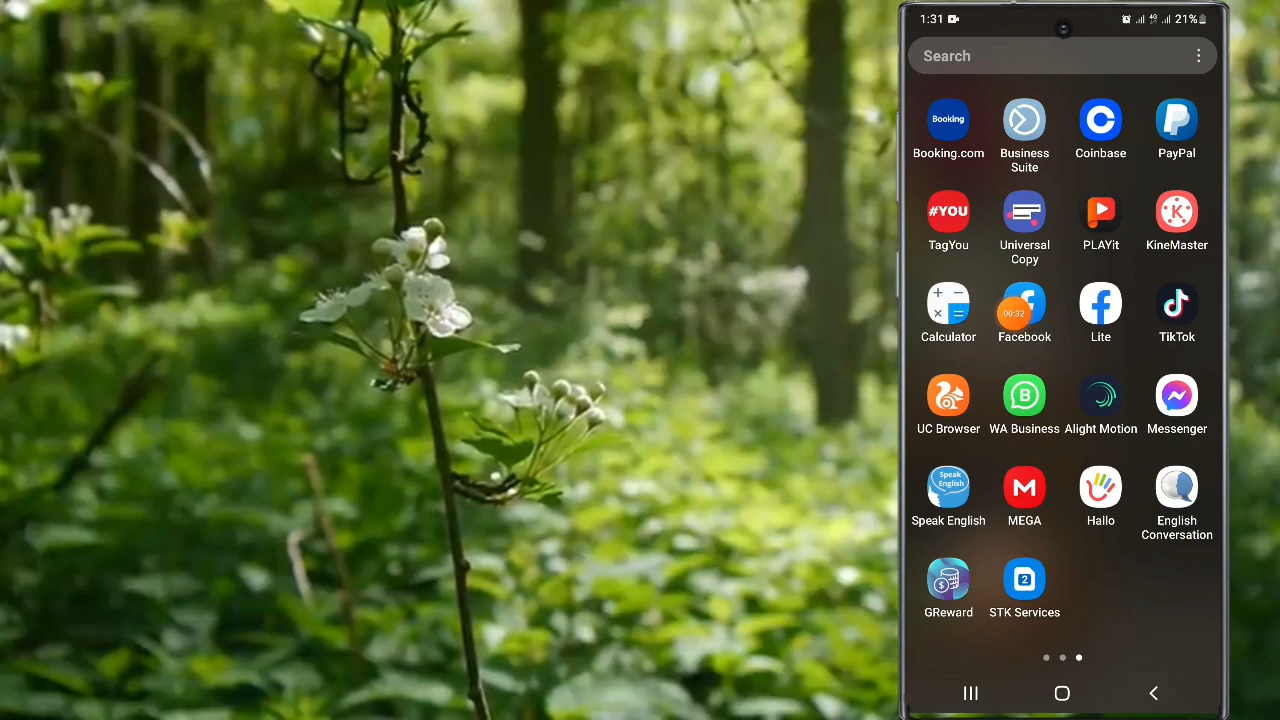 1:31
4G
21%
Search
Booking
Booking.com
Business
Suite
Coinbase
PayPal
#YOU
TagYou
Universal
Copy
PLAYit
K
KineMaster
Calculator
00:32
Facebook
Lite
TikTok
UC Browser
B
WA Business
Alight Motion
Messenger
Speak
English
Speak English
M
MEGA
Hallo
English
Conversation
$
GReward
2
STK Services